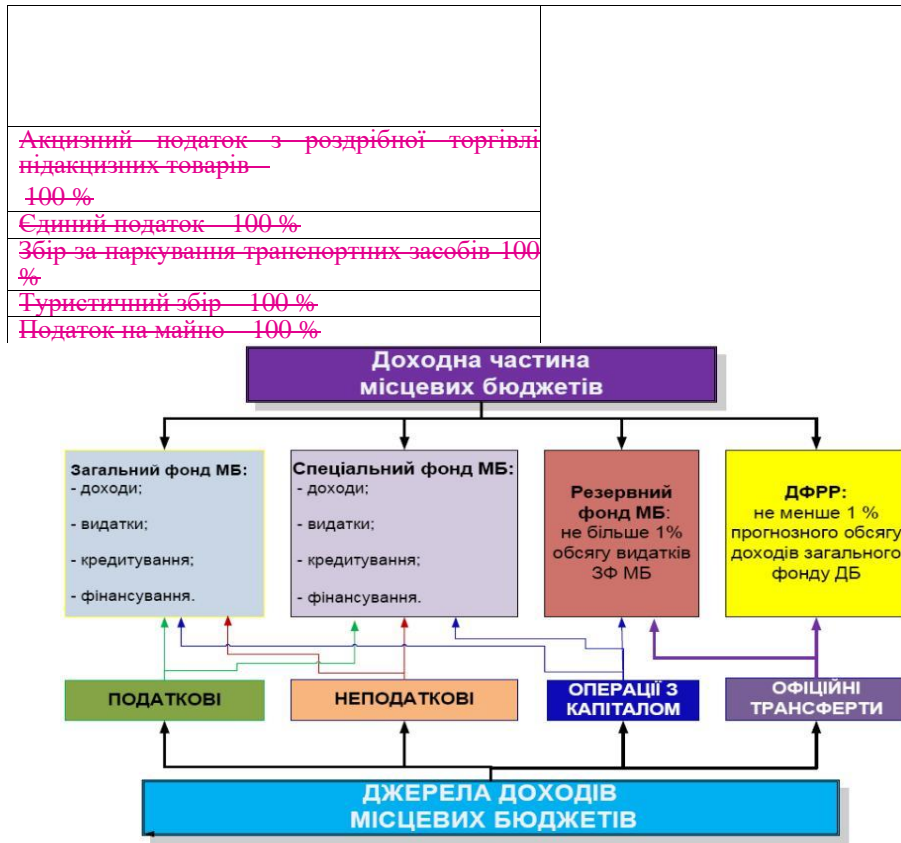 Акцизний податок з роздрібної торгівлі
підакцизних товарів –
100 %
Єдиний податок – 100 %
Збір за паркування транспортних засобів 100
%
Туристичний збір – 100 %
Податок на майно – 100 %
Доходна частина
місцевих бюджетів
Загальний фонд МБ:
- доходи;
- видатки;
- кредитування;
- фінансування.
Спеціальний фонд МБ:
- доходи;
- видатки;
- кредитування;
- фінансування.
Резервний
фонд МБ:
не більше 1%
обсягу видатків
ЗФ МБ
ДФРР:
не менше 1 %
прогнозного обсягу
доходів загального
фонду ДБ
ПОДАТКОВІ
НЕПОДАТКОВІ
ОПЕРАЦІЇ З
КАПІТАЛОМ
ОФІЦІЙНІ
ТРАНСФЕРТИ
ДЖЕРЕЛА ДОХОДІВ
МІСЦЕВИХ БЮДЖЕТІВ